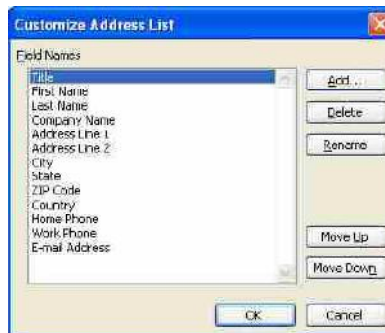 Customize Address List
Field Names
Title
First Name
Last Name
Company Name
Address Line 1
Address Line 2
City
State
ZIP Code
Country
Home Phone
Work Phone
E-mail Address
Add...
Delete
Rename
Move Up
Move Down
OK
Cancel